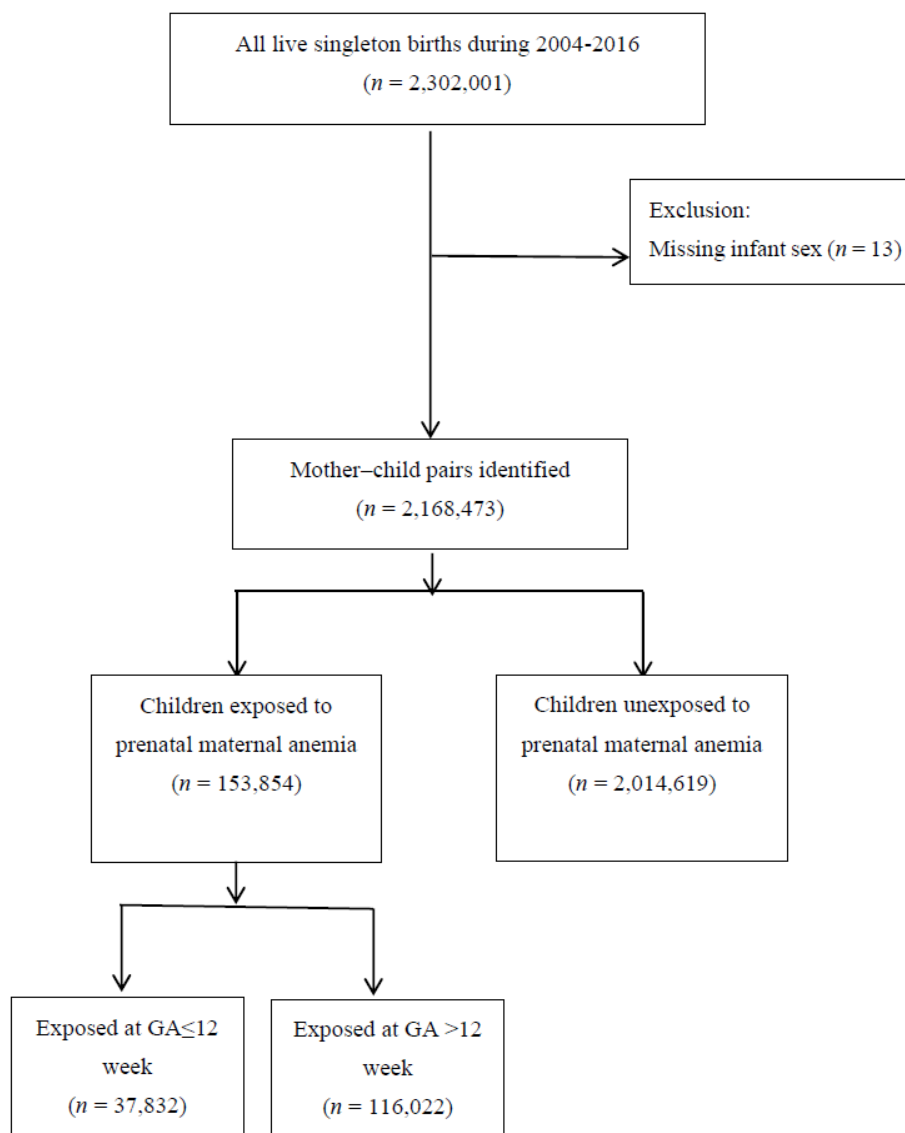 All live singleton births during 2004-2016
(n = 2,302,001)
Exclusion:
Missing infant sex (n = 13)
Mother–child pairs identified
(n = 2,168,473)
Children exposed to
prenatal maternal anemia
(n = 153,854)
Children unexposed to
prenatal maternal anemia
(n = 2,014,619)
Exposed at GA≤12
week
(n = 37,832)
Exposed at GA >12
week
(n = 116,022)